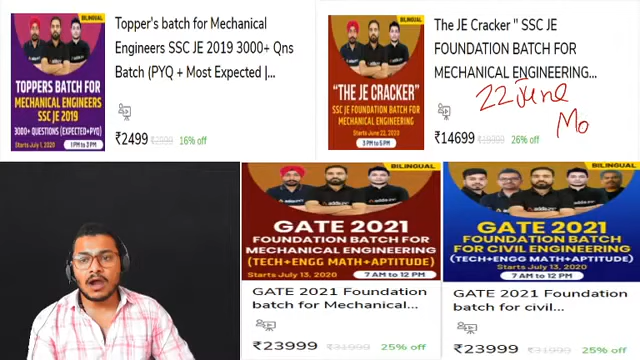 BILINGUAL
TOPPERS BATCH FOR
MECHANICAL ENGINEERS
SSC JE 2019
3000+ QUESTIONS (EXPECTED+PYQ)
Starts July 1, 2020
1 PM to 3 PM
Topper's batch for Mechanical
Engineers SSC JE 2019 3000+ Qns
Batch (PYQ + Most Expected |...
₹2499 ₹2999 16% off
BILINGUAL
"THE JE CRACKER"
SSC JE FOUNDATION BATCH FOR
MECHANICAL ENGINEERING
Starts June 22, 2020
3 PM to 5 PM
The JE Cracker " SSC JE
FOUNDATION BATCH FOR
MECHANICAL ENGINEERING...
22 June
Mo
₹14699 ₹19999 26% off
BILINGUAL
GATE 2021
FOUNDATION BATCH FOR
MECHANICAL ENGINEERING
(TECH+ENGG MATH+APTITUDE)
Starts July 13, 2020
7 AM to 12 PM
GATE 2021 Foundation
batch for Mechanical...
₹23999 ₹31999 25% off
BILINGUAL
GATE 2021
FOUNDATION BATCH
FOR CIVIL ENGINEERING
(TECH+ENGG MATH+APTITUDE)
Starts July 13, 2020
7 AM to 12 PM
GATE 2021 Foundation
batch for civil...
₹23999 ₹31999 25% off